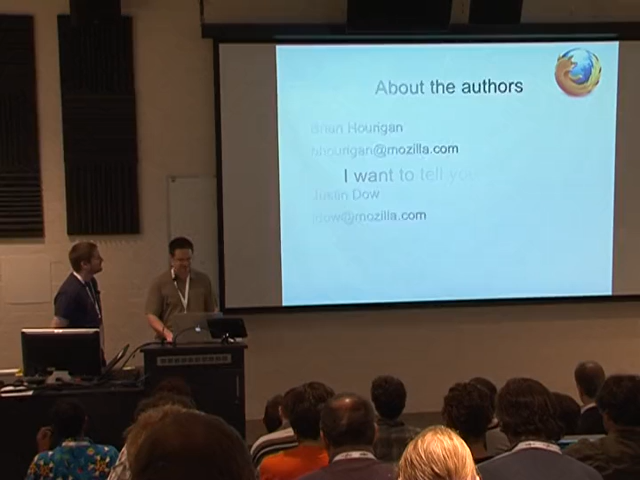 About the authors
Brian Hourigan
bhourigan@mozilla.com
I want to tell you
Justin Dow
jdow@mozilla.com